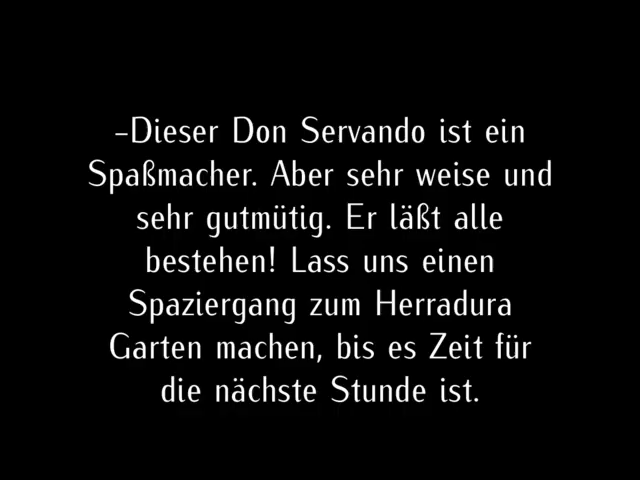 –Dieser Don Servando ist ein
Spaßmacher. Aber sehr weise und
sehr gutmütig. Er läßt alle
bestehen! Lass uns einen
Spaziergang zum Herradura
Garten machen, bis es Zeit für
die nächste Stunde ist.